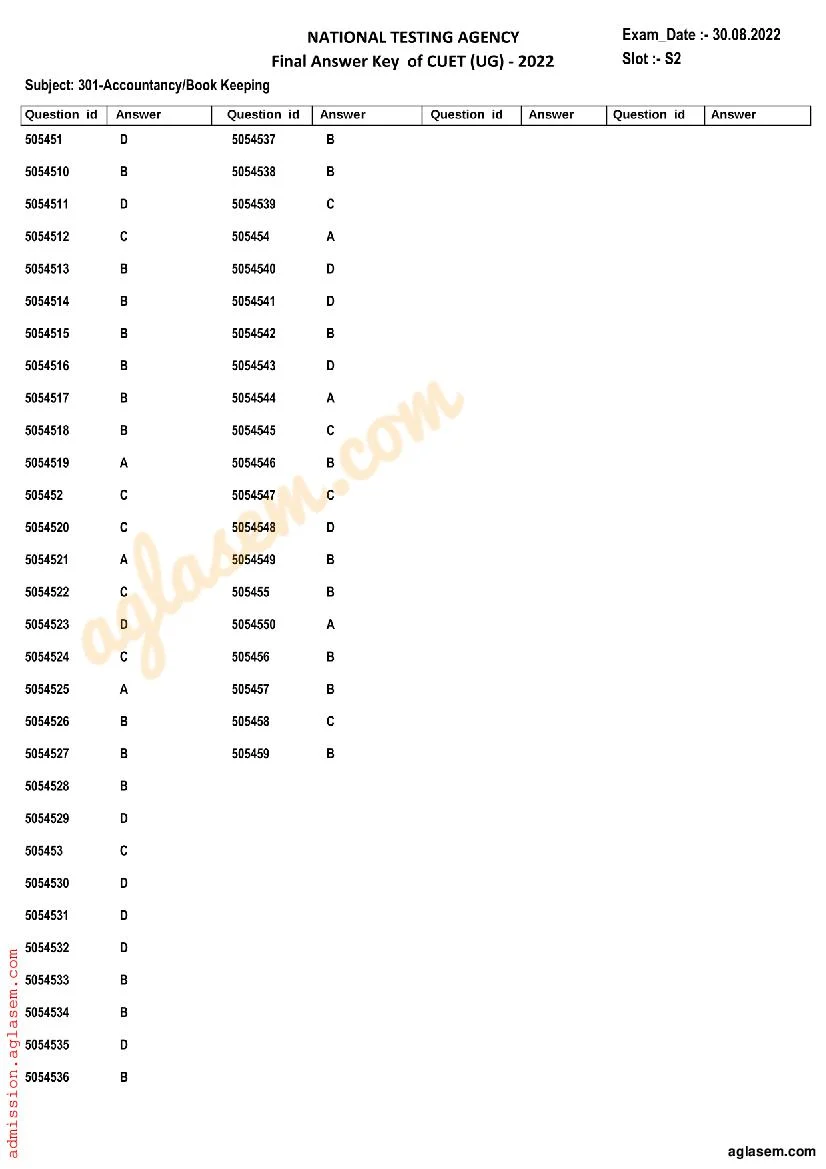 NATIONAL TESTING AGENCY
Exam_Date :- 30.08.2022
Final Answer Key of CUET (UG) - 2022
Slot :- S2
Subject: 301-Accountancy/Book Keeping
Question id Answer Question id Answer Question id Answer Question id Answer
505451 D 5054537 B
5054510 B 5054538 B
5054511 D 5054539 C
5054512 C 505454 A
5054513 B 5054540 D
5054514 B 5054541 D
5054515 B 5054542 B
5054516 B 5054543 D
5054517 B 5054544 A
5054518 B 5054545 C
5054519 A 5054546 B
505452 C 5054547 C
5054520 C 5054548 D
5054521 A 5054549 B
5054522 C 505455 B
5054523 D 5054550 A
5054524 C 505456 B
5054525 A 505457 B
5054526 B 505458 C
5054527 B 505459 B
5054528 B
5054529 D
505453 C
5054530 D
5054531 D
5054532 D
5054533 B
5054534 B
5054535 D
5054536 B
aglasem.com
admission.aglasem.com
aglasem.com